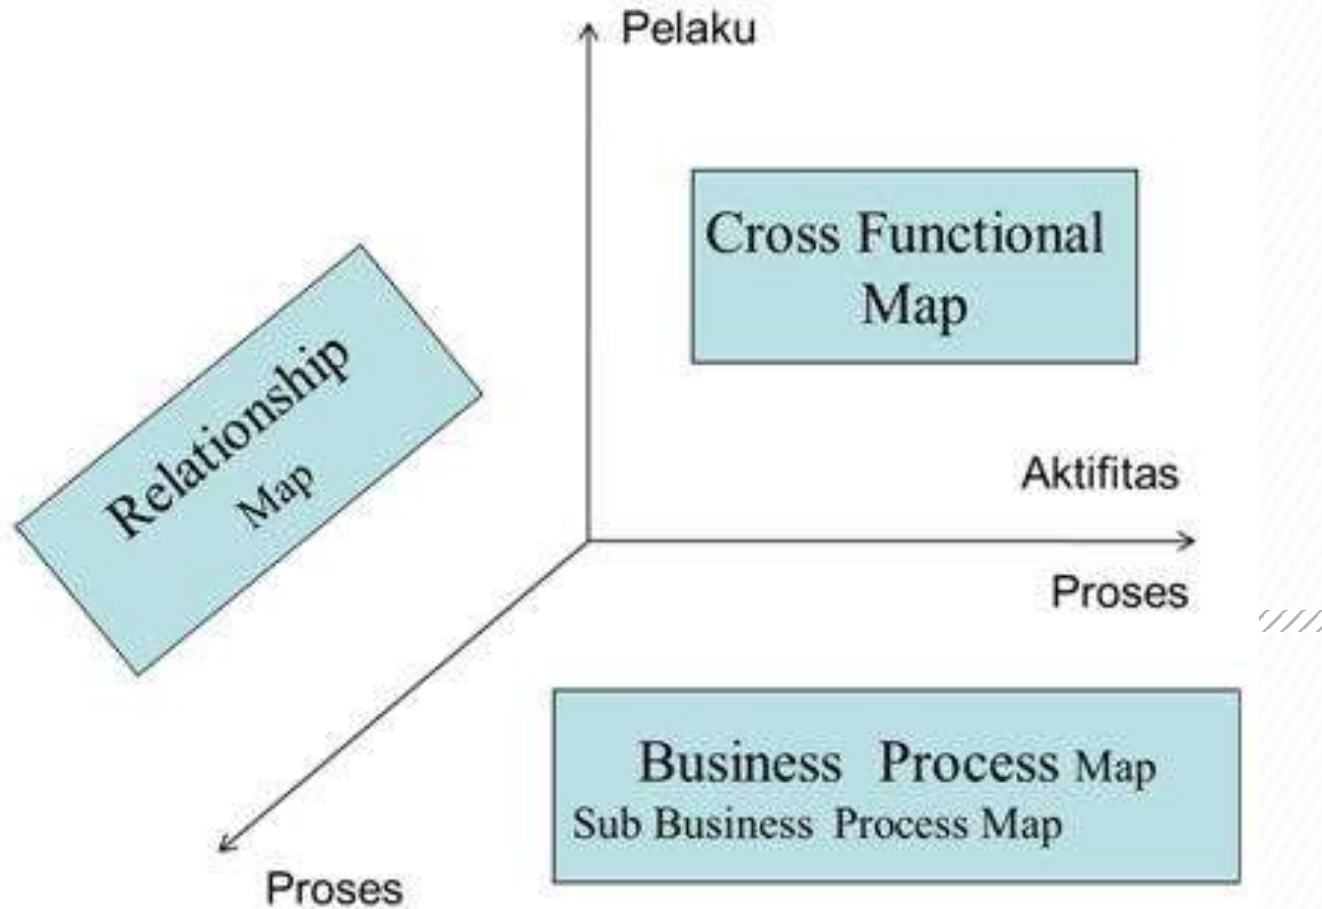 Pelaku
Cross Functional
Map
Relationship
Map
Aktifitas
Proses
Business Process Map
Sub Business Process Map
Proses